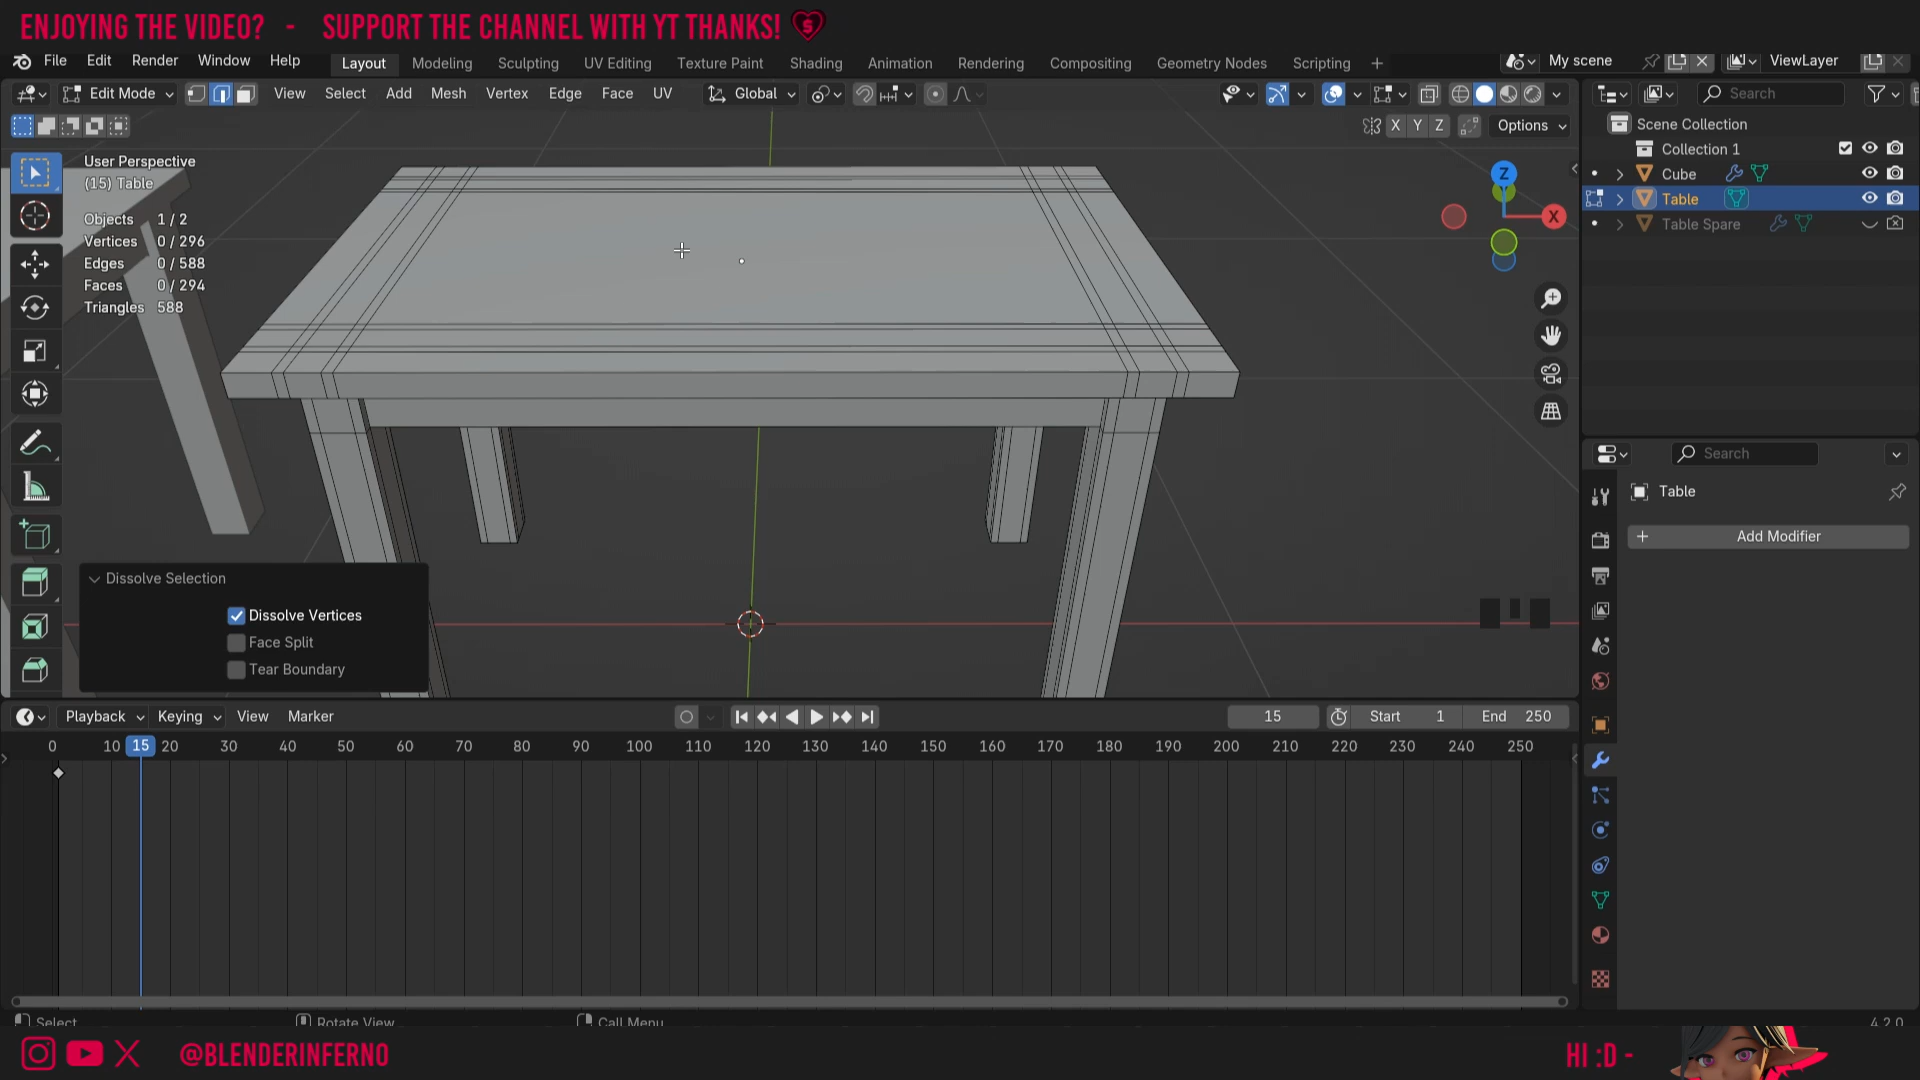 ENJOYING THE VIDEO? - SUPPORT THE CHANNEL WITH YT THANKS!
File Edit Render Window Help Layout Modeling Sculpting UV Editing Texture Paint Shading Animation Rendering Compositing Geometry Nodes Scripting + My scene ViewLayer
Edit Mode View Select Add Mesh Vertex Edge Face UV Global Search
X Y Z Options
Scene Collection
Collection 1
Cube
Table
Table Spare
User Perspective
(15) Table
Objects 1 / 2
Vertices 0 / 296
Edges 0 / 588
Faces 0 / 294
Triangles 588
Z
X
Search
Table
+ Add Modifier
Dissolve Selection
Dissolve Vertices
Face Split
Tear Boundary
Playback Keying View Marker 15 Start 1 End 250
0 10 15 20 30 40 50 60 70 80 90 100 110 120 130 140 150 160 170 180 190 200 210 220 230 240 250
Select Rotate View Call Menu 4.2.0
@BLENDERINFERNO
HI :D -